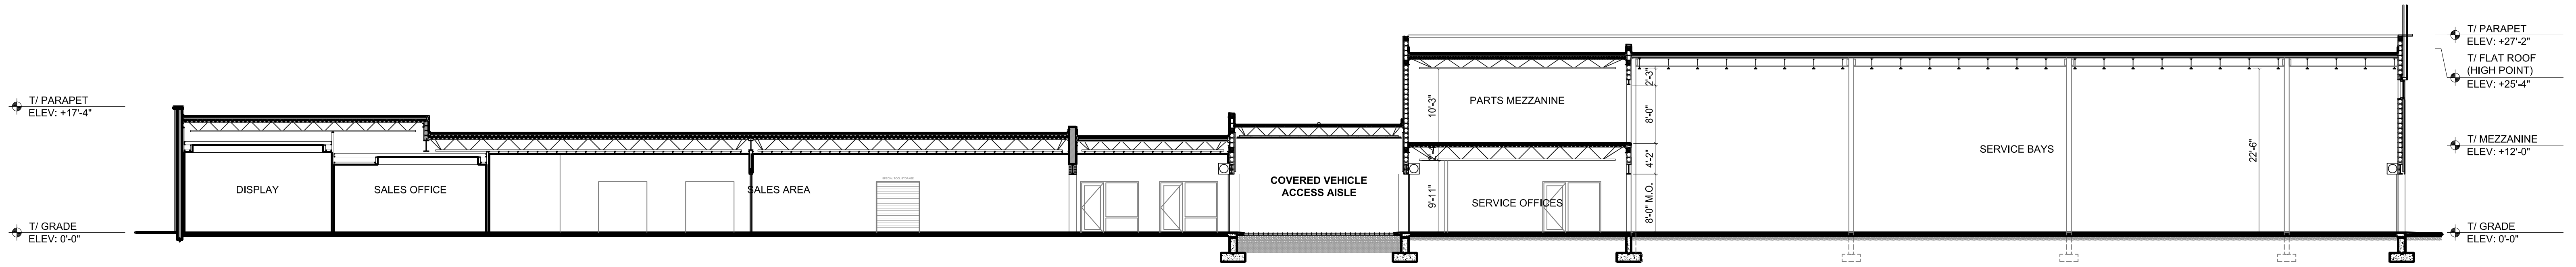 T/ PARAPET
ELEV: +17'-4"
T/ GRADE
ELEV: 0'-0"
DISPLAY
SALES OFFICE
SALES AREA
COVERED VEHICLE
ACCESS AISLE
10'-3"
9'-11"
PARTS MEZZANINE
SERVICE OFFICES
2'-3"
8'-0"
4'-2"
8'-0" M.O.
SERVICE BAYS
22'-6"
T/ PARAPET
ELEV: +27'-2"
T/ FLAT ROOF
(HIGH POINT)
ELEV: +25'-4"
T/ MEZZANINE
ELEV: +12'-0"
T/ GRADE
ELEV: 0'-0"